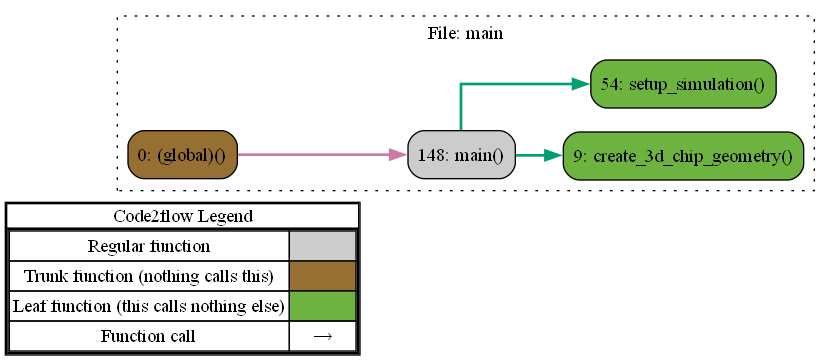 File: main
54: setup_simulation()
0: (global)()
148: main()
9: create_3d_chip_geometry()
Code2flow Legend
Regular function
Trunk function (nothing calls this)
Leaf function (this calls nothing else)
Function call →